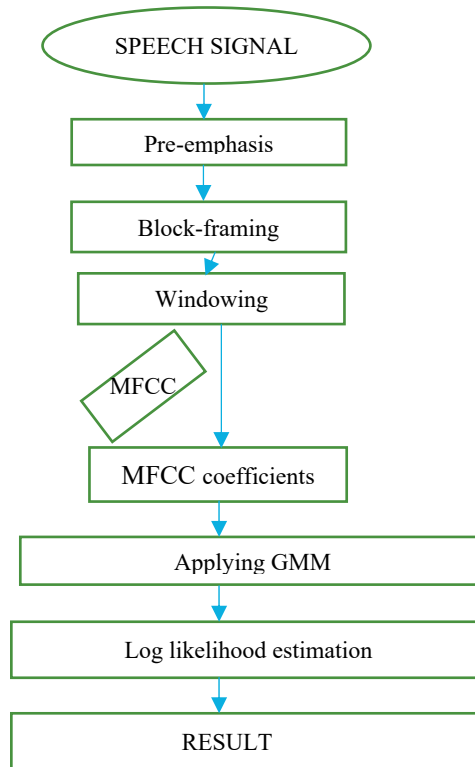 SPEECH SIGNAL
Pre-emphasis
Block-framing
Windowing
MFCC
MFCC coefficients
Applying GMM
Log likelihood estimation
RESULT